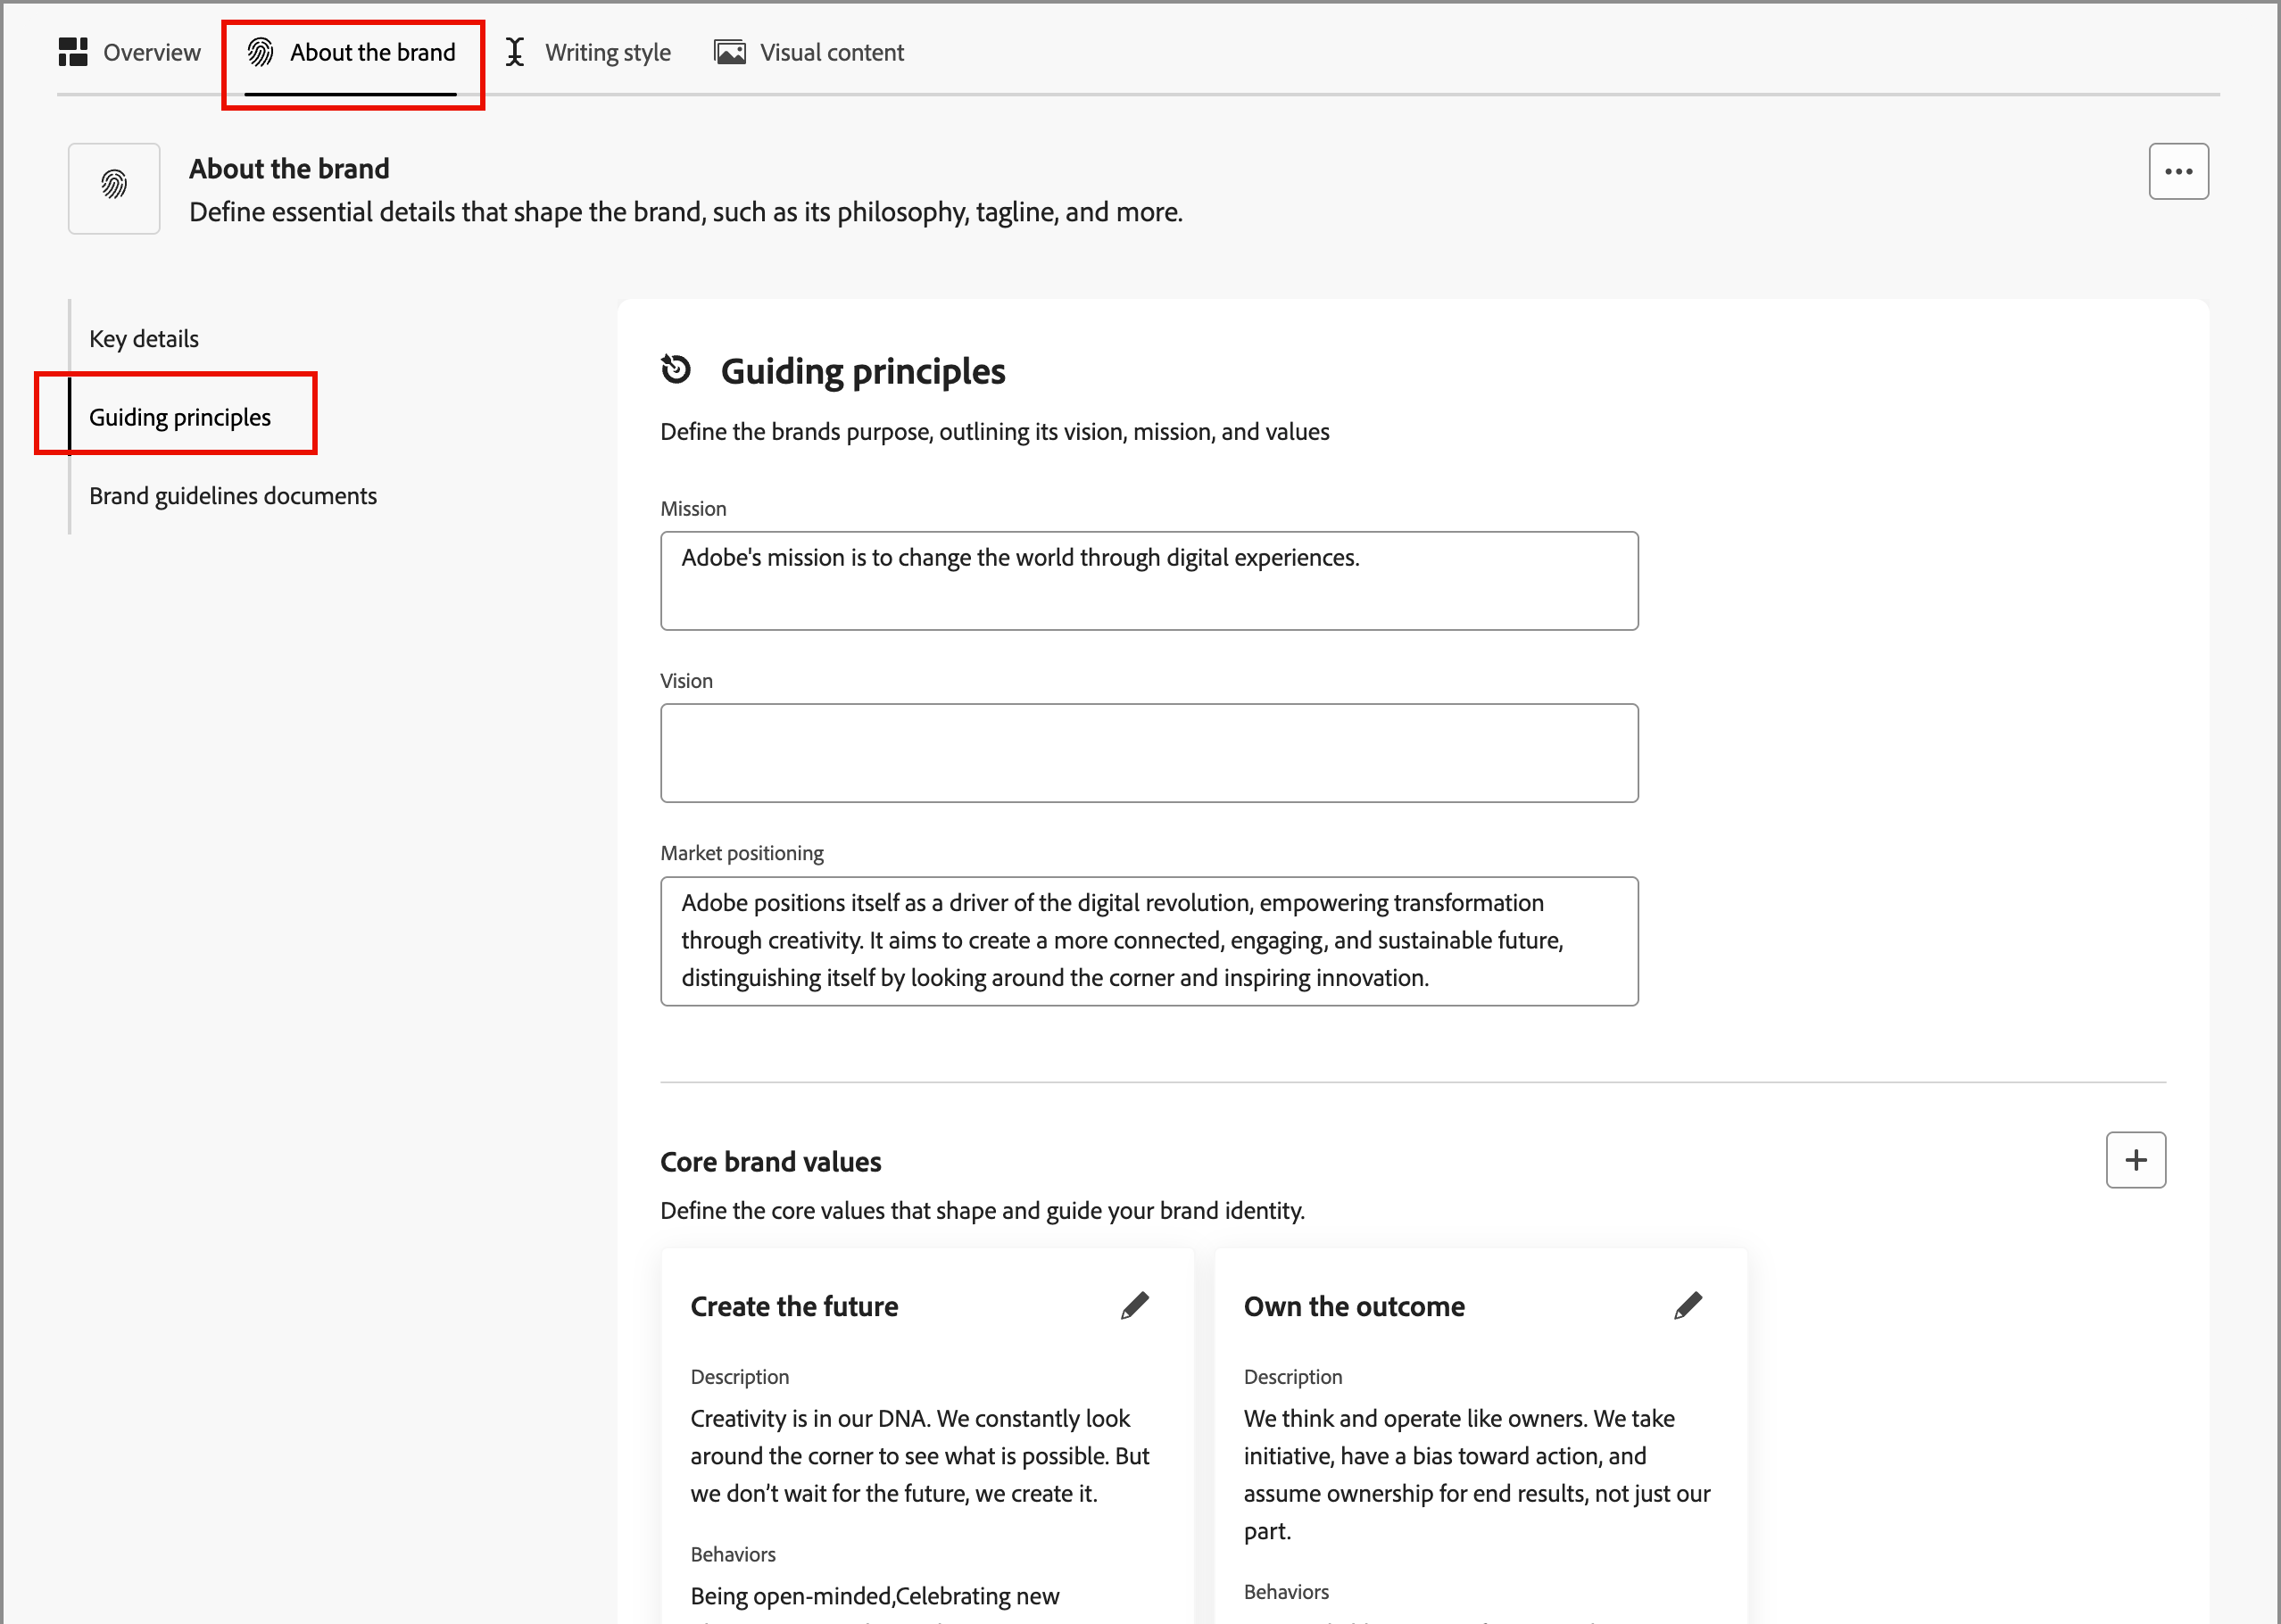 Overview
About the brand
Writing style
Visual content
About the brand
Define essential details that shape the brand, such as its philosophy, tagline, and more.
Key details
Guiding principles
Brand guidelines documents
Guiding principles
Define the brands purpose, outlining its vision, mission, and values
Mission
Adobe's mission is to change the world through digital experiences.
Vision
Market positioning
Adobe positions itself as a driver of the digital revolution, empowering transformation
through creativity. It aims to create a more connected, engaging, and sustainable future,
distinguishing itself by looking around the corner and inspiring innovation.
Core brand values
Define the core values that shape and guide your brand identity.
Create the future
Description
Creativity is in our DNA. We constantly look
around the corner to see what is possible. But
we don’t wait for the future, we create it.
Behaviors
Being open-minded,Celebrating new
Own the outcome
Description
We think and operate like owners. We take
initiative, have a bias toward action, and
assume ownership for end results, not just our
part.
Behaviors